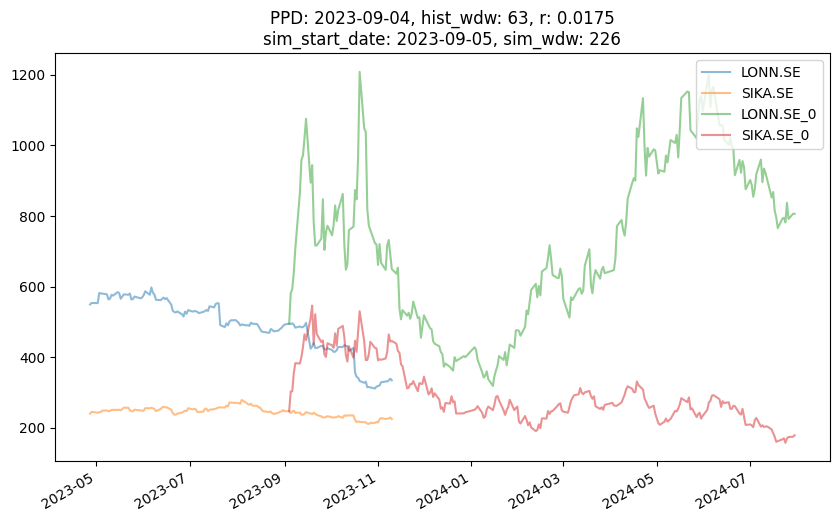 PPD: 2023-09-04, hist_wdw: 63, r: 0.0175
sim_start_date: 2023-09-05, sim_wdw: 226
LONN.SE
SIKA.SE
LONN.SE_0
SIKA.SE_0
1200
1000
800
600
400
200
2023-05
2023-07
2023-09
2023-11
2024-01
2024-03
2024-05
2024-07